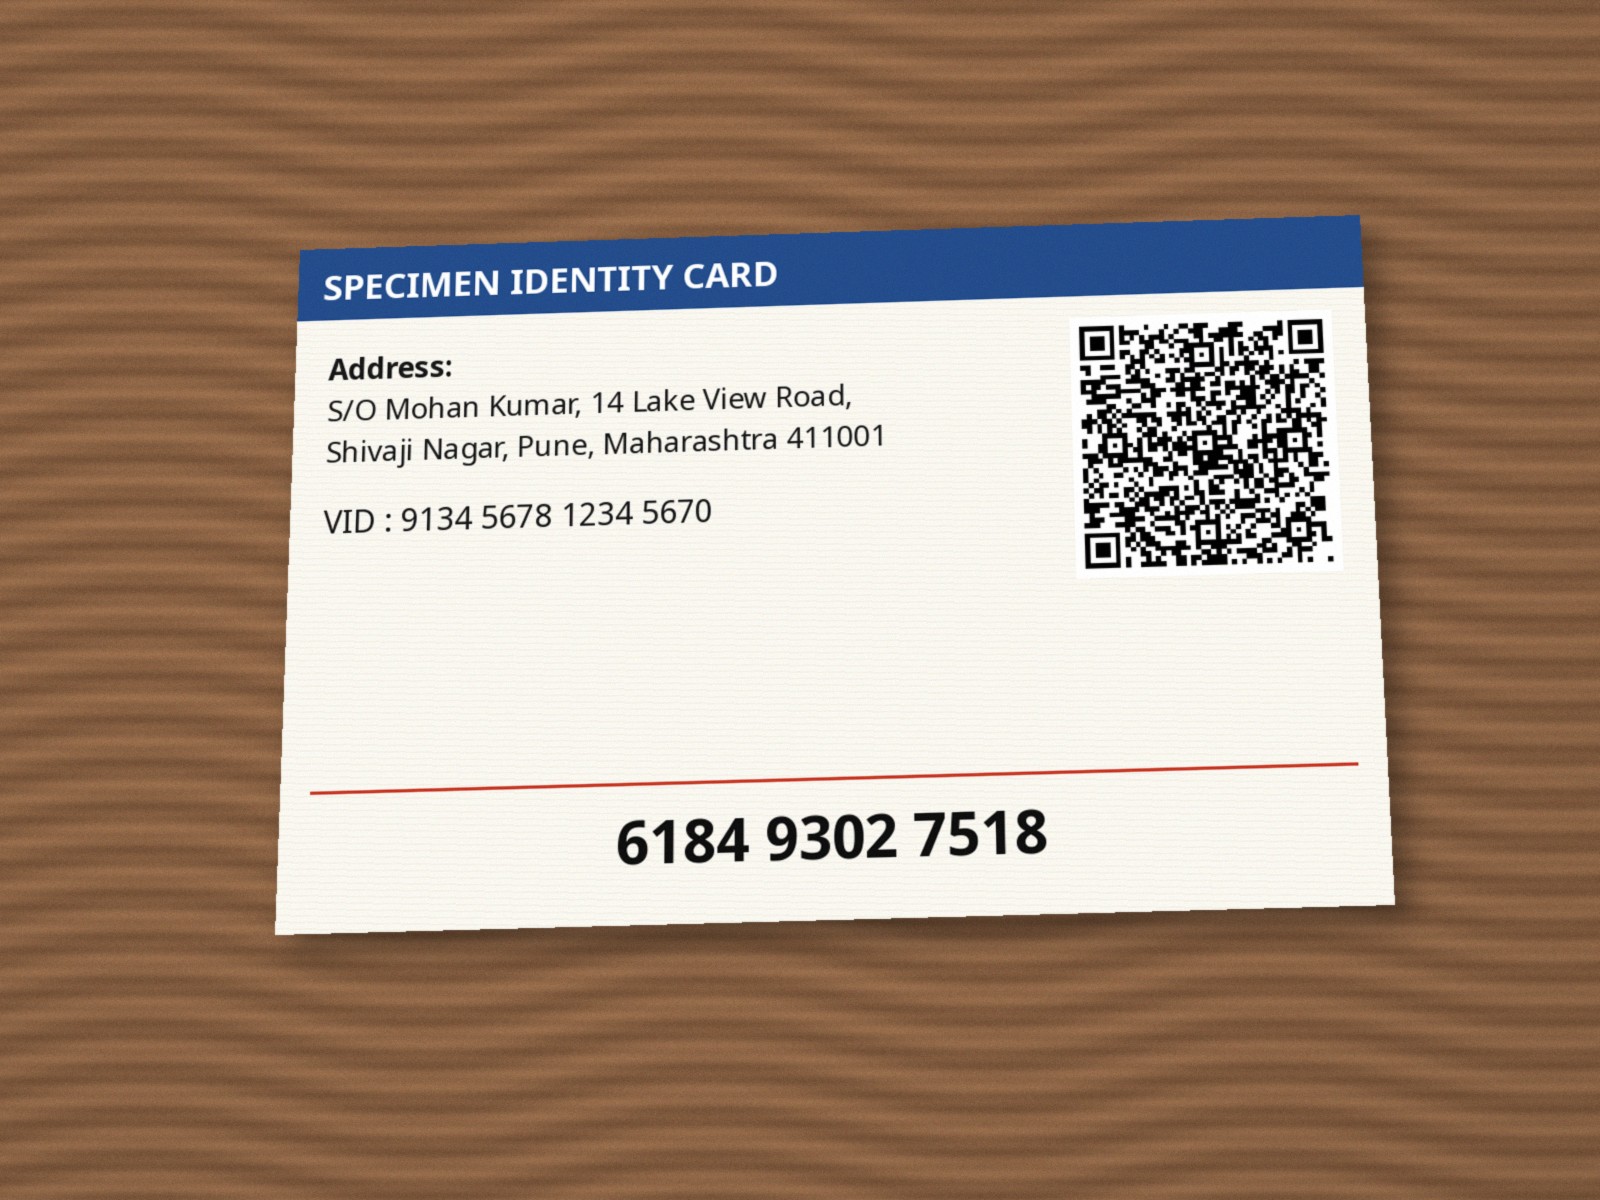 SPECIMEN IDENTITY CARD
Address:
S/O Mohan Kumar, 14 Lake View Road,
Shivaji Nagar, Pune, Maharashtra 411001
VID : 9134 5678 1234 5670
6184 9302 7518